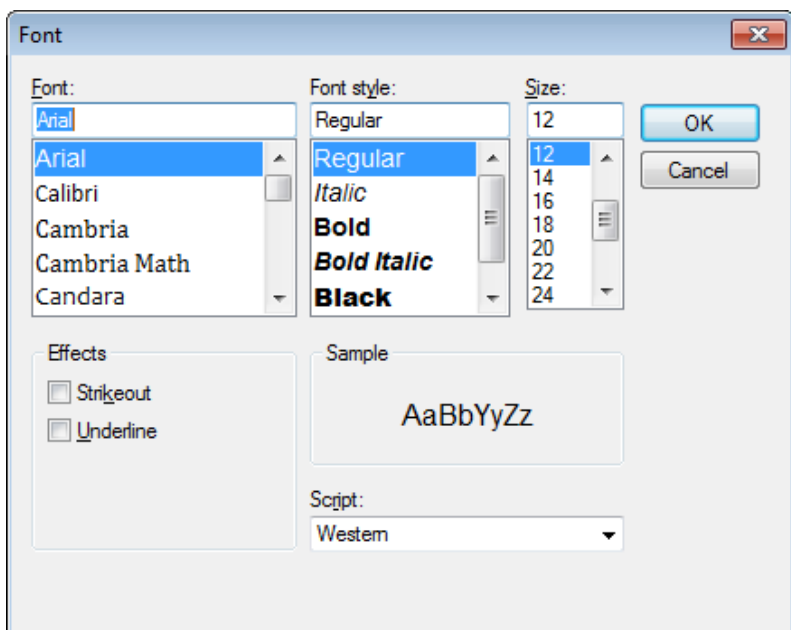 Font
Font:
Font style:
Size:
Arial
Regular
12
OK
Cancel
Arial
Calibri
Cambria
Cambria Math
Candara
Regular
Italic
Bold
Bold Italic
Black
12
14
16
18
20
22
24
Effects
Strikeout
Underline
Sample
AaBbYyZz
Script:
Western